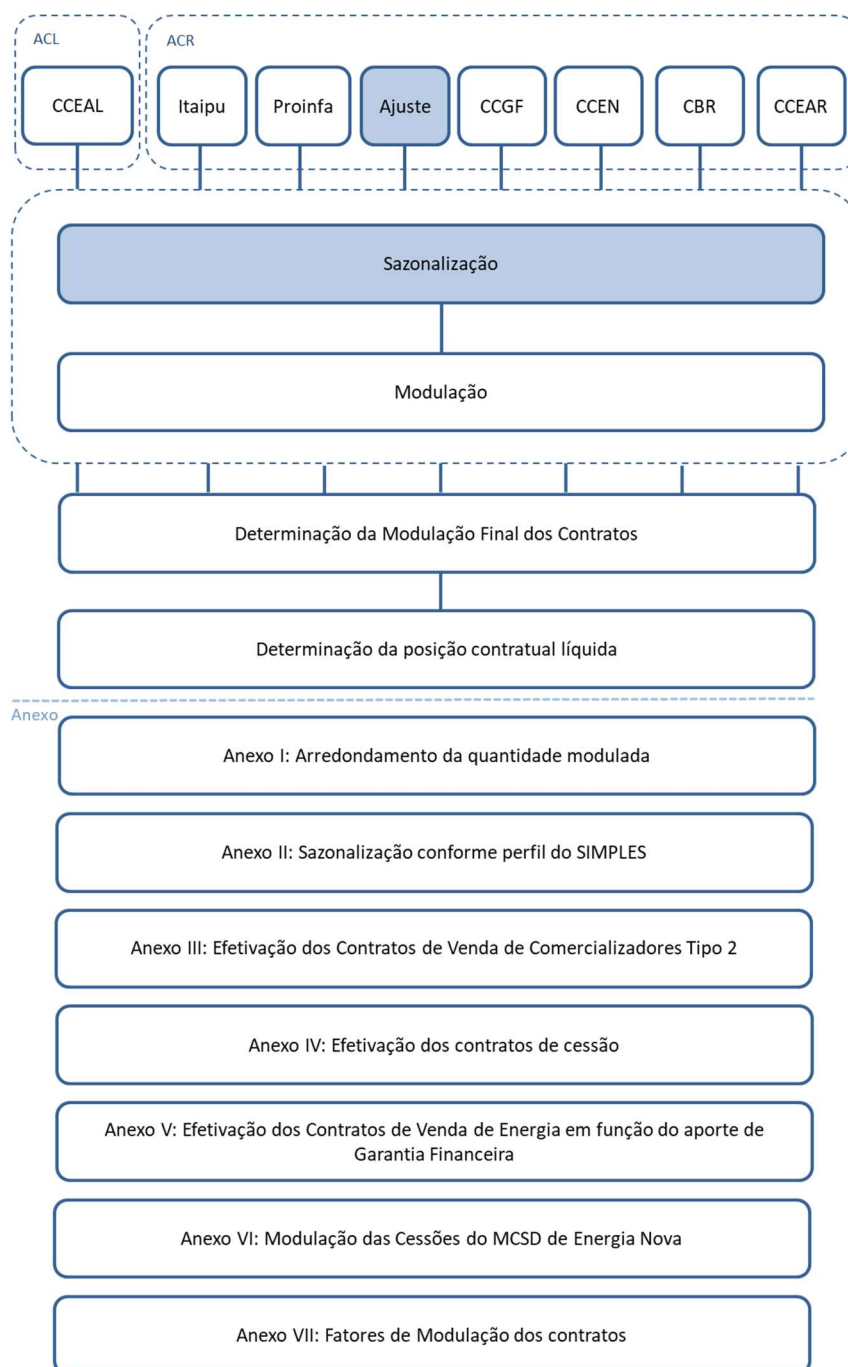 ACL
ACR
CCEAL
Itaipu
Proinfa
Ajuste
CCGF
CCEN
CBR
CCEAR
Sazonalização
Modulação
Determinação da Modulação Final dos Contratos
Determinação da posição contratual líquida
Anexo
Anexo I: Arredondamento da quantidade modulada
Anexo II: Sazonalização conforme perfil do SIMPLES
Anexo III: Efetivação dos Contratos de Venda de Comercializadores Tipo 2
Anexo IV: Efetivação dos contratos de cessão
Anexo V: Efetivação dos Contratos de Venda de Energia em função do aporte de
Garantia Financeira
Anexo VI: Modulação das Cessões do MCSD de Energia Nova
Anexo VII: Fatores de Modulação dos contratos